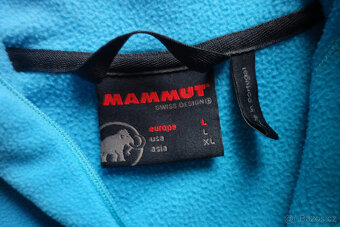 MAMMUT
SWISS DESIGN
europe L
usa L
asia XL
Bazos.cz